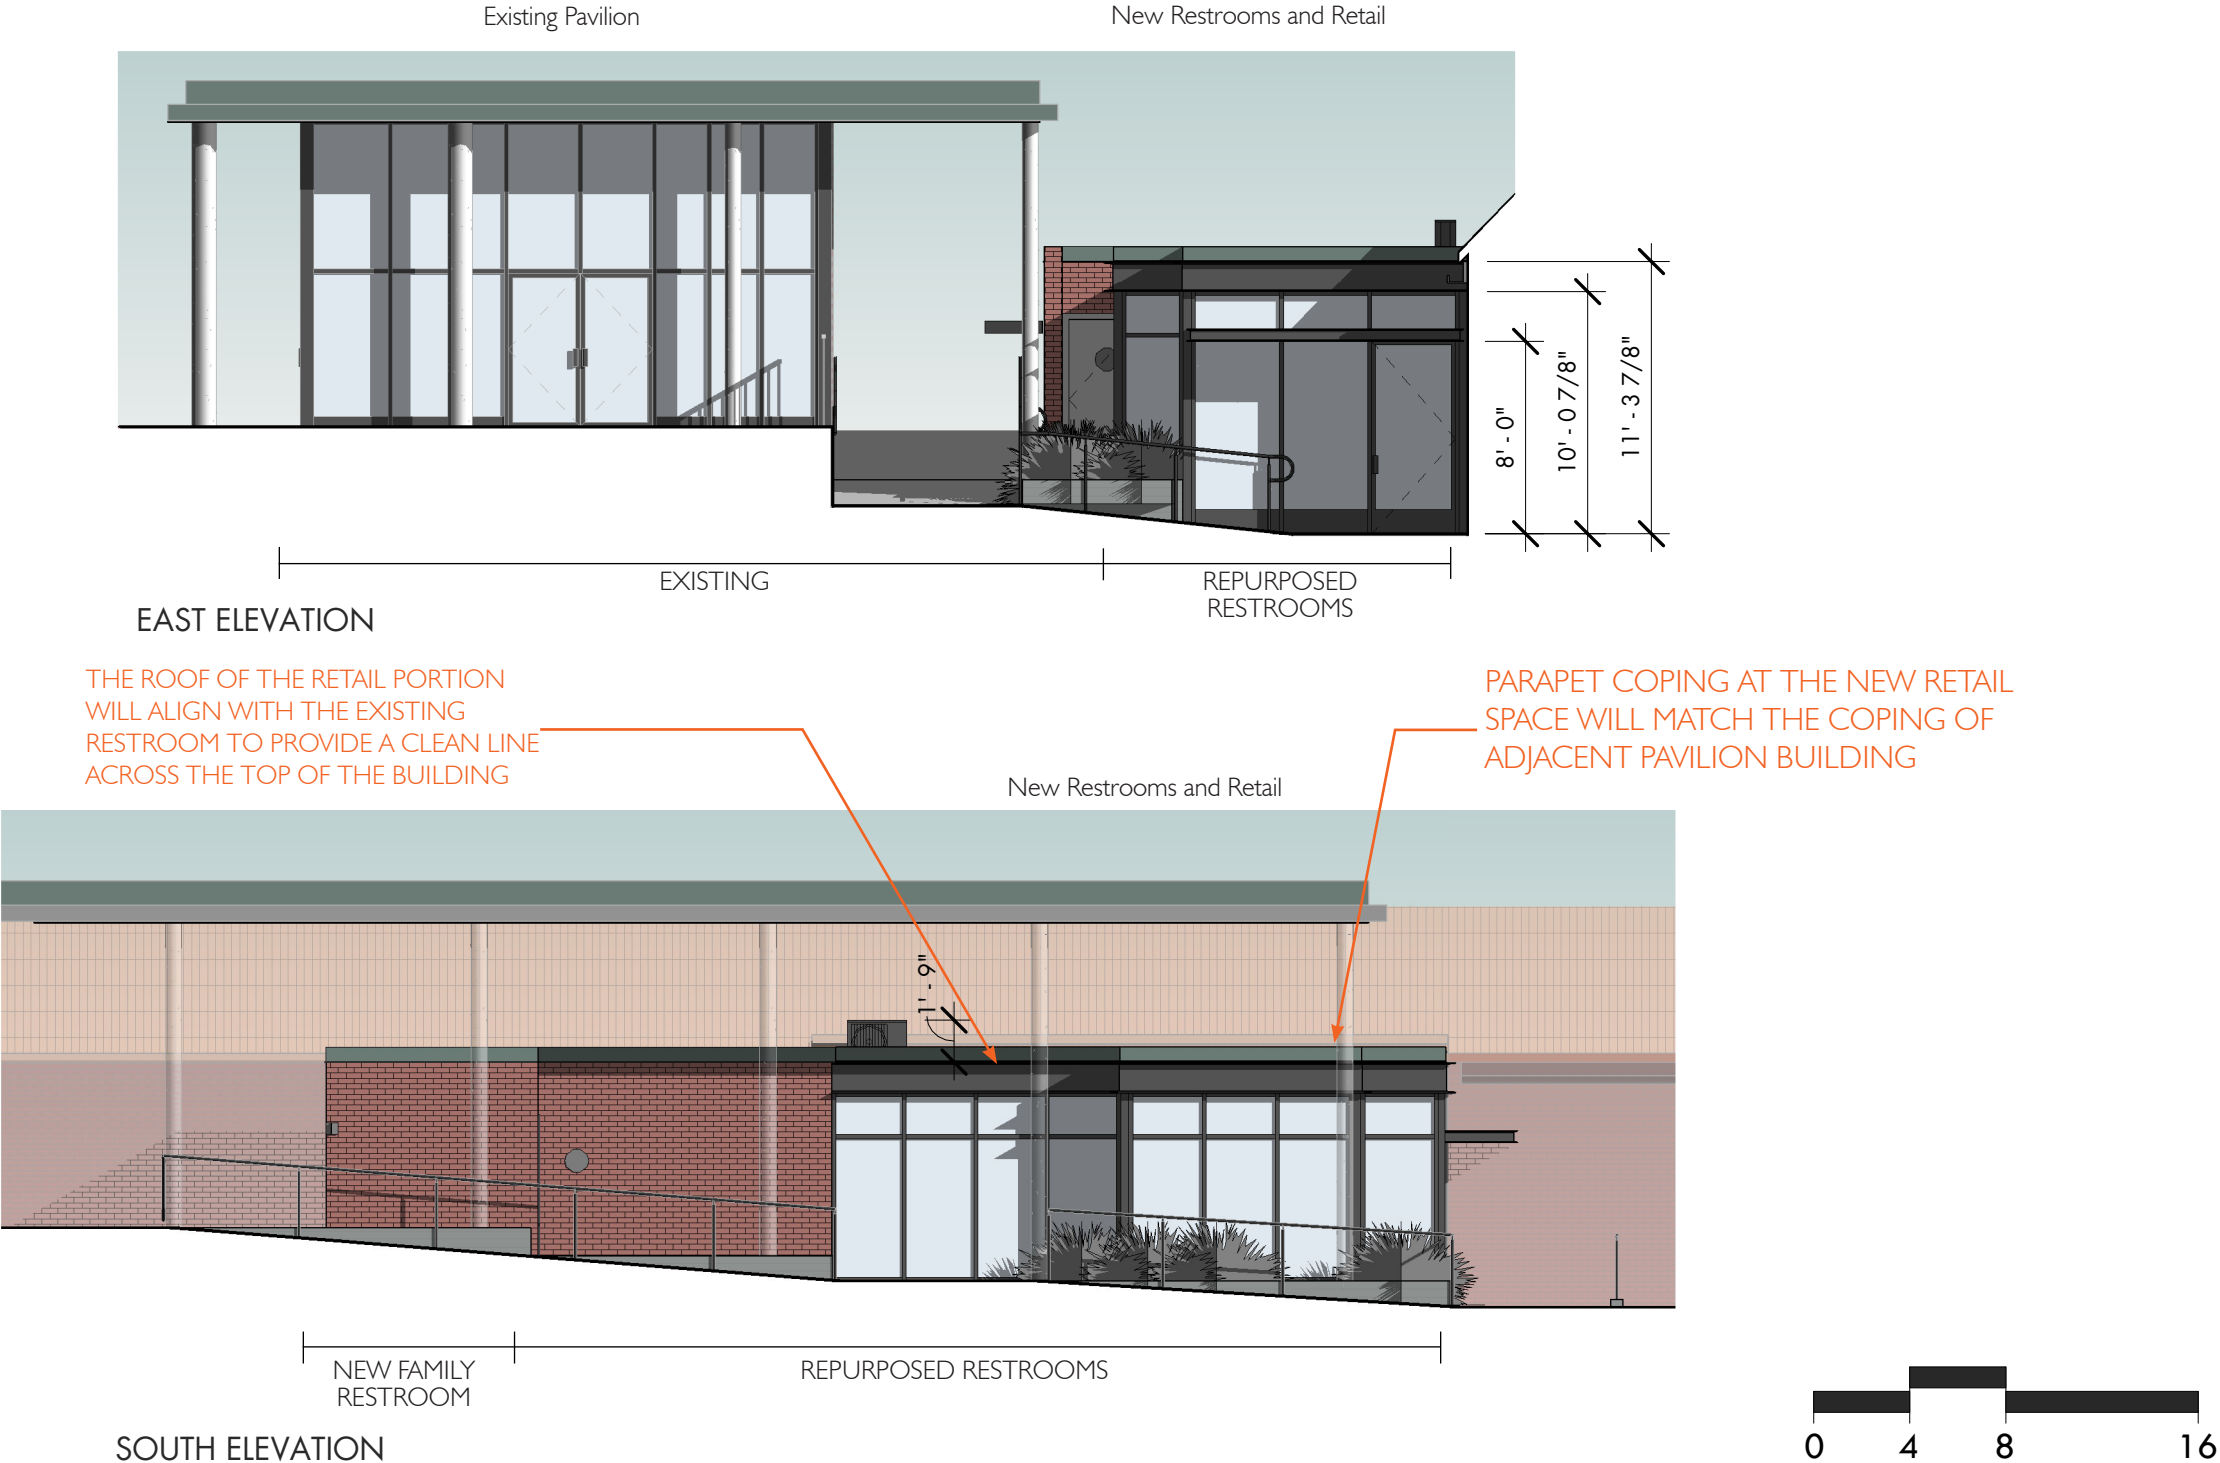 Existing Pavilion
New Restrooms and Retail
8' - 0"
10' - 0 7/8"
11' - 3 7/8"
EXISTING
REPURPOSED
RESTROOMS
EAST ELEVATION
THE ROOF OF THE RETAIL PORTION
WILL ALIGN WITH THE EXISTING
RESTROOM TO PROVIDE A CLEAN LINE
ACROSS THE TOP OF THE BUILDING
PARAPET COPING AT THE NEW RETAIL
SPACE WILL MATCH THE COPING OF
ADJACENT PAVILION BUILDING
New Restrooms and Retail
1' - 9"
NEW FAMILY
RESTROOM
REPURPOSED RESTROOMS
SOUTH ELEVATION
0 4 8 16